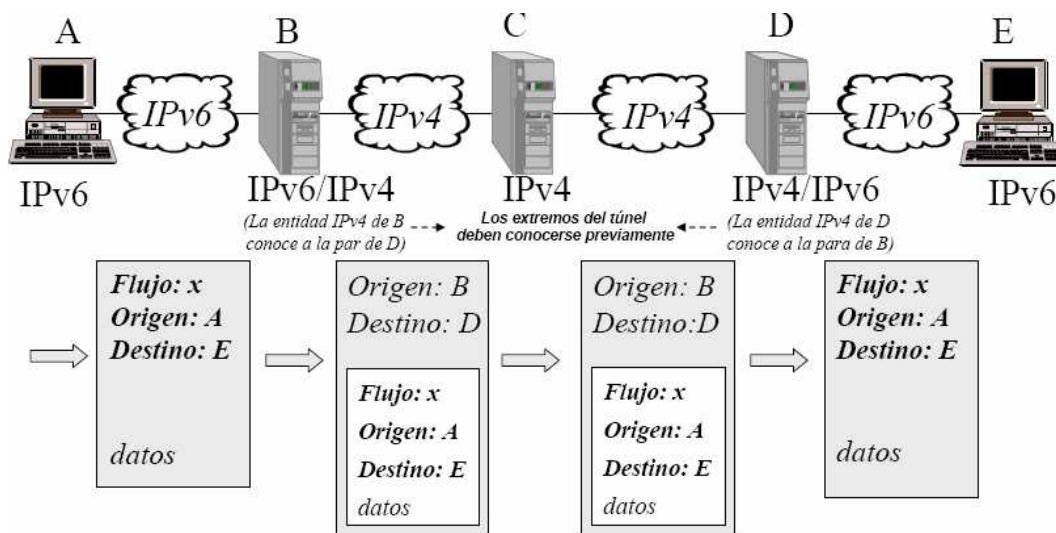 A
B
C
D
E
IPv6
IPv4
IPv4
IPv6
IPv6
IPv6/IPv4
IPv4
IPv4/IPv6
IPv6
(La entidad IPv4 de B
conoce a la par de D)
Los extremos del túnel
deben conocerse previamente
(La entidad IPv4 de D
conoce a la para de B)
Flujo: x
Origen: A
Destino: E
datos
Origen: B
Destino: D
Flujo: x
Origen: A
Destino: E
datos
Origen: B
Destino:D
Flujo: x
Origen: A
Destino: E
datos
Flujo: x
Origen: A
Destino: E
datos